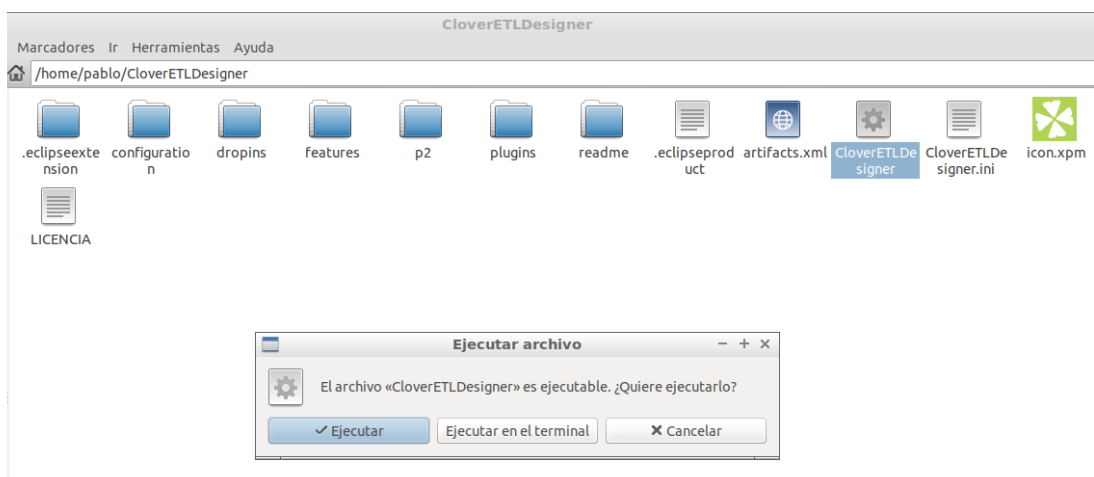 CloverETLDesigner
Marcadores Ir Herramientas Ayuda
/home/pablo/CloverETLDesigner
.eclipseexte configuratio dropins features p2 plugins readme .eclipseprod artifacts.xml CloverETLDe CloverETLDe icon.xpm
nsion n uct signer signer.ini
LICENCIA
Ejecutar archivo
El archivo «CloverETLDesigner» es ejecutable. ¿Quiere ejecutarlo?
Ejecutar Ejecutar en el terminal Cancelar